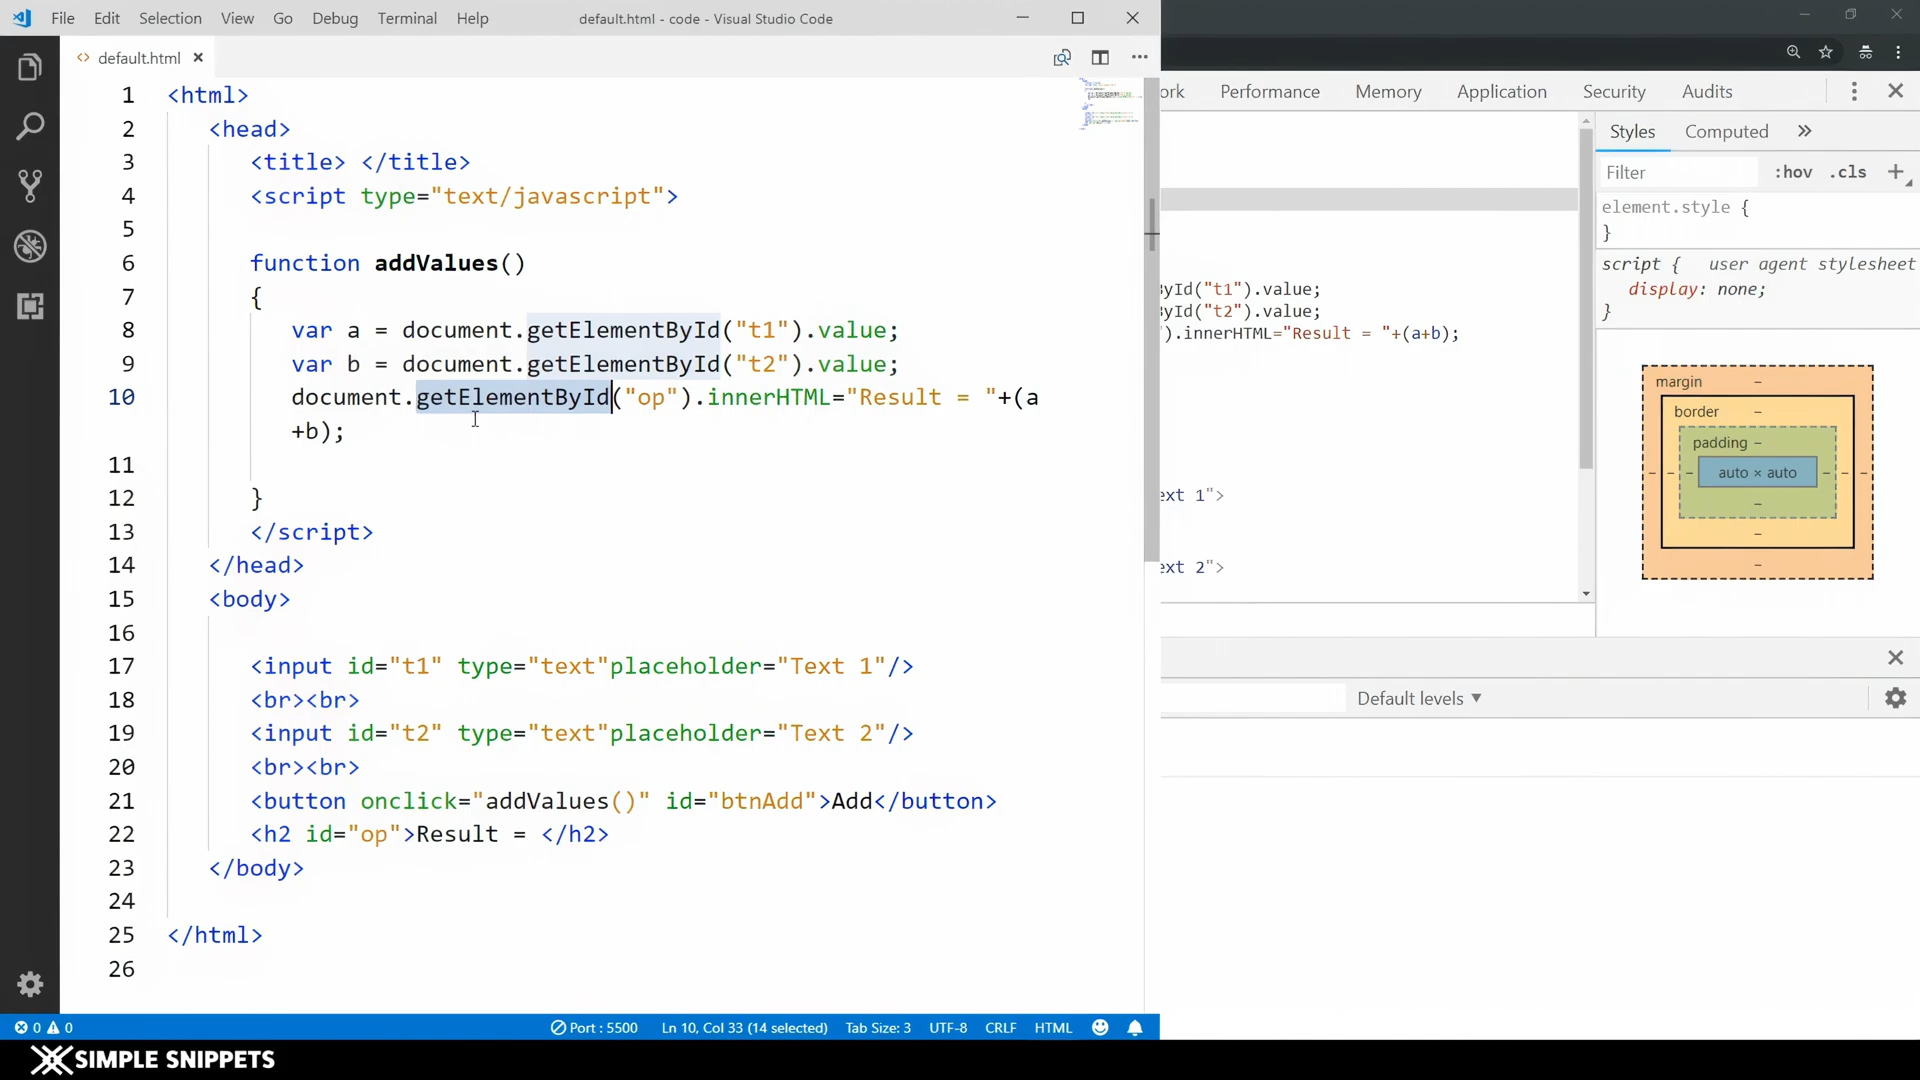 File Edit Selection View Go Debug Terminal Help default.html - code - Visual Studio Code
<> default.html ×
1 <html>
2 <head>
3 <title> </title>
4 <script type="text/javascript">
5
6 function addValues()
7 {
8 var a = document.getElementById("t1").value;
9 var b = document.getElementById("t2").value;
10 document.getElementById("op").innerHTML="Result = "+(a
+b);
11
12 }
13 </script>
14 </head>
15 <body>
16
17 <input id="t1" type="text"placeholder="Text 1"/>
18 <br><br>
19 <input id="t2" type="text"placeholder="Text 2"/>
20 <br><br>
21 <button onclick="addValues()" id="btnAdd">Add</button>
22 <h2 id="op">Result = </h2>
23 </body>
24
25 </html>
26
0 0 Port : 5500 Ln 10, Col 33 (14 selected) Tab Size: 3 UTF-8 CRLF HTML
SIMPLE SNIPPETS
ork Performance Memory Application Security Audits
yId("t1").value;
yId("t2").value;
).innerHTML="Result = "+(a+b);
ext 1">
ext 2">
Styles Computed »
Filter :hov .cls +
element.style {
}
script { user agent stylesheet
display: none;
}
margin –
border –
padding –
– – – auto × auto – – –
–
–
–
Default levels ▼